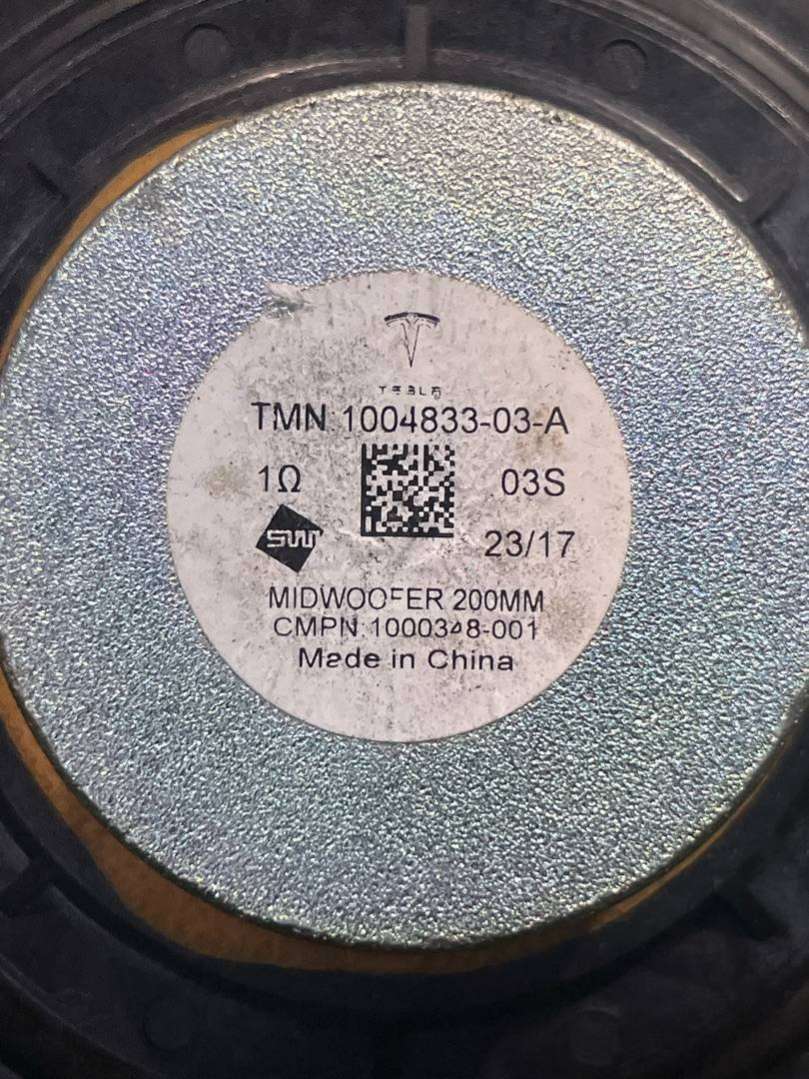 TESLA
TMN 1004833-03-A
1Ω
03S
SW
23/17
MIDWOOFER 200MM
CMPN:1000348-001
Made in China